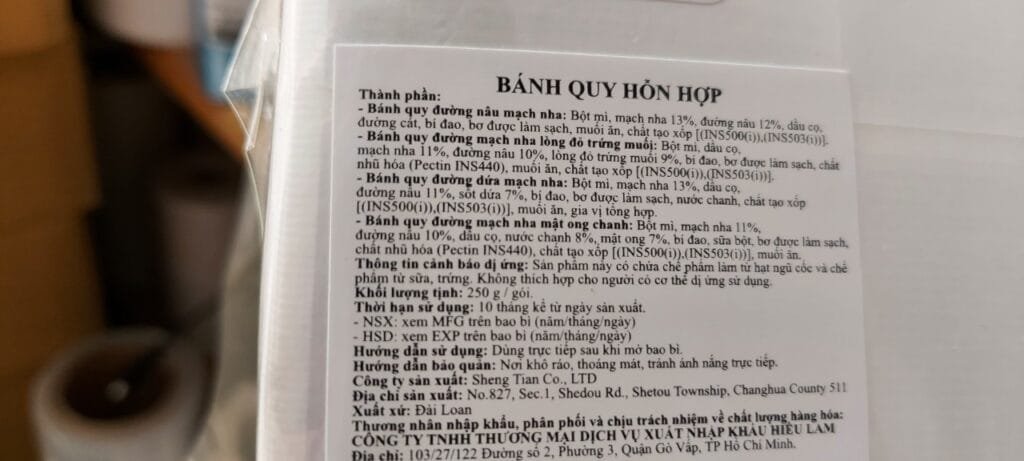 BÁNH QUY HỖN HỢP
Thành phần:
- Bánh quy đường nâu mạch nha: Bột mì, mạch nha 13%, đường nâu 12%, dầu cọ,
đường cát, bí đao, bơ được làm sạch, muối ăn, chất tạo xốp [(INS500(i)),(INS503(i))].
- Bánh quy đường mạch nha lòng đỏ trứng muối: Bột mì, dầu cọ,
mạch nha 11%, đường nâu 10%, lòng đỏ trứng muối 9%, bí đao, bơ được làm sạch, chất
nhũ hóa (Pectin INS440), muối ăn, chất tạo xốp [(INS500(i)),(INS503(i))].
- Bánh quy đường dứa mạch nha: Bột mì, mạch nha 13%, dầu cọ,
đường nâu 11%, sốt dứa 7%, bí đao, bơ được làm sạch, nước chanh, chất tạo xốp
[(INS500(i)),(INS503(i))], muối ăn, gia vị tổng hợp.
- Bánh quy đường mạch nha mật ong chanh: Bột mì, mạch nha 11%,
đường nâu 10%, dầu cọ, nước chanh 8%, mật ong 7%, bí đao, sữa bột, bơ được làm sạch,
chất nhũ hóa (Pectin INS440), chất tạo xốp [(INS500(i)),(INS503(i))], muối ăn.
Thông tin cảnh báo dị ứng: Sản phẩm này có chứa chế phẩm làm từ hạt ngũ cốc và chế
phẩm từ sữa, trứng. Không thích hợp cho người có cơ thể dị ứng sử dụng.
Khối lượng tịnh: 250 g / gói.
Thời hạn sử dụng: 10 tháng kể từ ngày sản xuất.
- NSX: xem MFG trên bao bì (năm/tháng/ngày)
- HSD: xem EXP trên bao bì (năm/tháng/ngày)
Hướng dẫn sử dụng: Dùng trực tiếp sau khi mở bao bì.
Hướng dẫn bảo quản: Nơi khô ráo, thoáng mát, tránh ánh nắng trực tiếp.
Công ty sản xuất: Sheng Tian Co., LTD
Địa chỉ sản xuất: No.827, Sec.1, Shedou Rd., Shetou Township, Changhua County 511
Xuất xứ: Đài Loan
Thương nhân nhập khẩu, phân phối và chịu trách nhiệm về chất lượng hàng hóa:
CÔNG TY TNHH THƯƠNG MẠI DỊCH VỤ XUẤT NHẬP KHẨU HIẾU LAM
Địa chỉ: 103/27/122 Đường số 2, Phường 3, Quận Gò Vấp, TP Hồ Chí Minh.